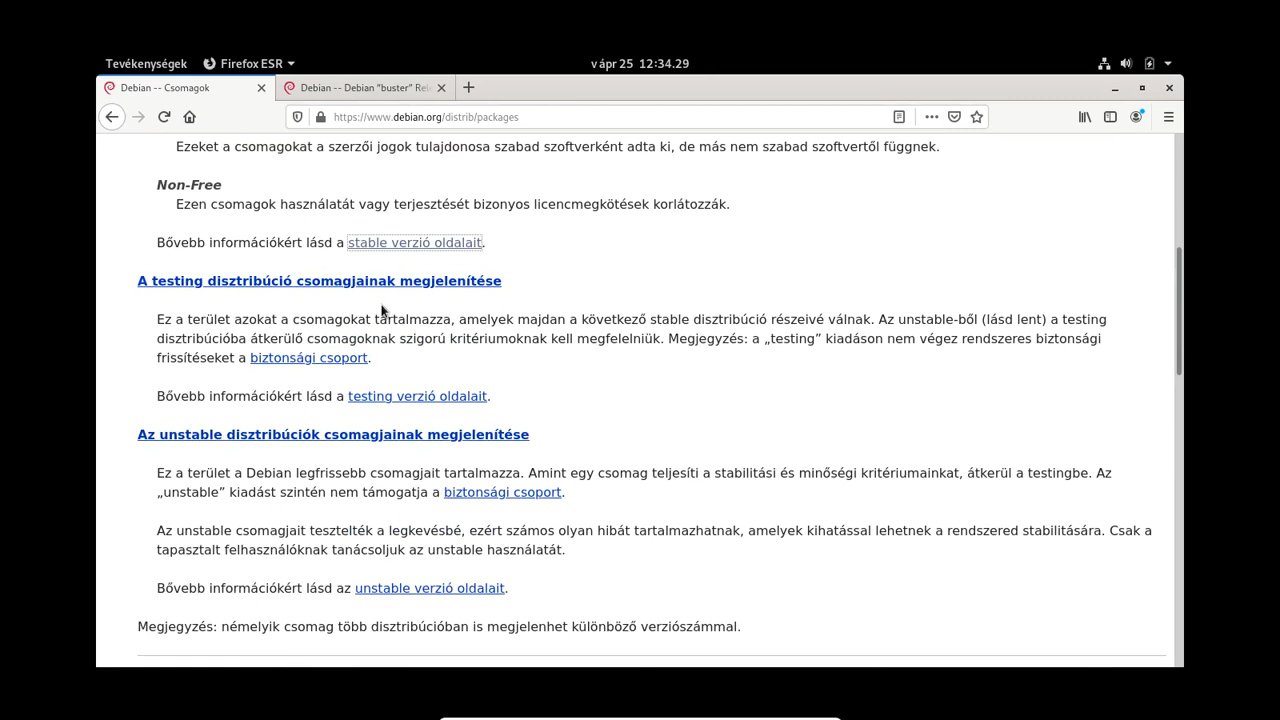 Tevékenységek Firefox ESR v ápr 25 12:34.29
Debian -- Csomagok Debian -- Debian “buster” Rel
https://www.debian.org/distrib/packages
Ezeket a csomagokat a szerzői jogok tulajdonosa szabad szoftverként adta ki, de más nem szabad szoftvertől függnek.
Non-Free
Ezen csomagok használatát vagy terjesztését bizonyos licencmegkötések korlátozzák.
Bővebb információkért lásd a stable verzió oldalait.
A testing disztribúció csomagjainak megjelenítése
Ez a terület azokat a csomagokat tartalmazza, amelyek majdan a következő stable disztribúció részeivé válnak. Az unstable-ből (lásd lent) a testing
disztribúcióba átkerülő csomagoknak szigorú kritériumoknak kell megfelelniük. Megjegyzés: a „testing” kiadáson nem végez rendszeres biztonsági
frissítéseket a biztonsági csoport.
Bővebb információkért lásd a testing verzió oldalait.
Az unstable disztribúciók csomagjainak megjelenítése
Ez a terület a Debian legfrissebb csomagjait tartalmazza. Amint egy csomag teljesíti a stabilitási és minőségi kritériumainkat, átkerül a testingbe. Az
„unstable” kiadást szintén nem támogatja a biztonsági csoport.
Az unstable csomagjait tesztelték a legkevésbé, ezért számos olyan hibát tartalmazhatnak, amelyek kihatással lehetnek a rendszered stabilitására. Csak a
tapasztalt felhasználóknak tanácsoljuk az unstable használatát.
Bővebb információkért lásd az unstable verzió oldalait.
Megjegyzés: némelyik csomag több disztribúcióban is megjelenhet különböző verziószámmal.